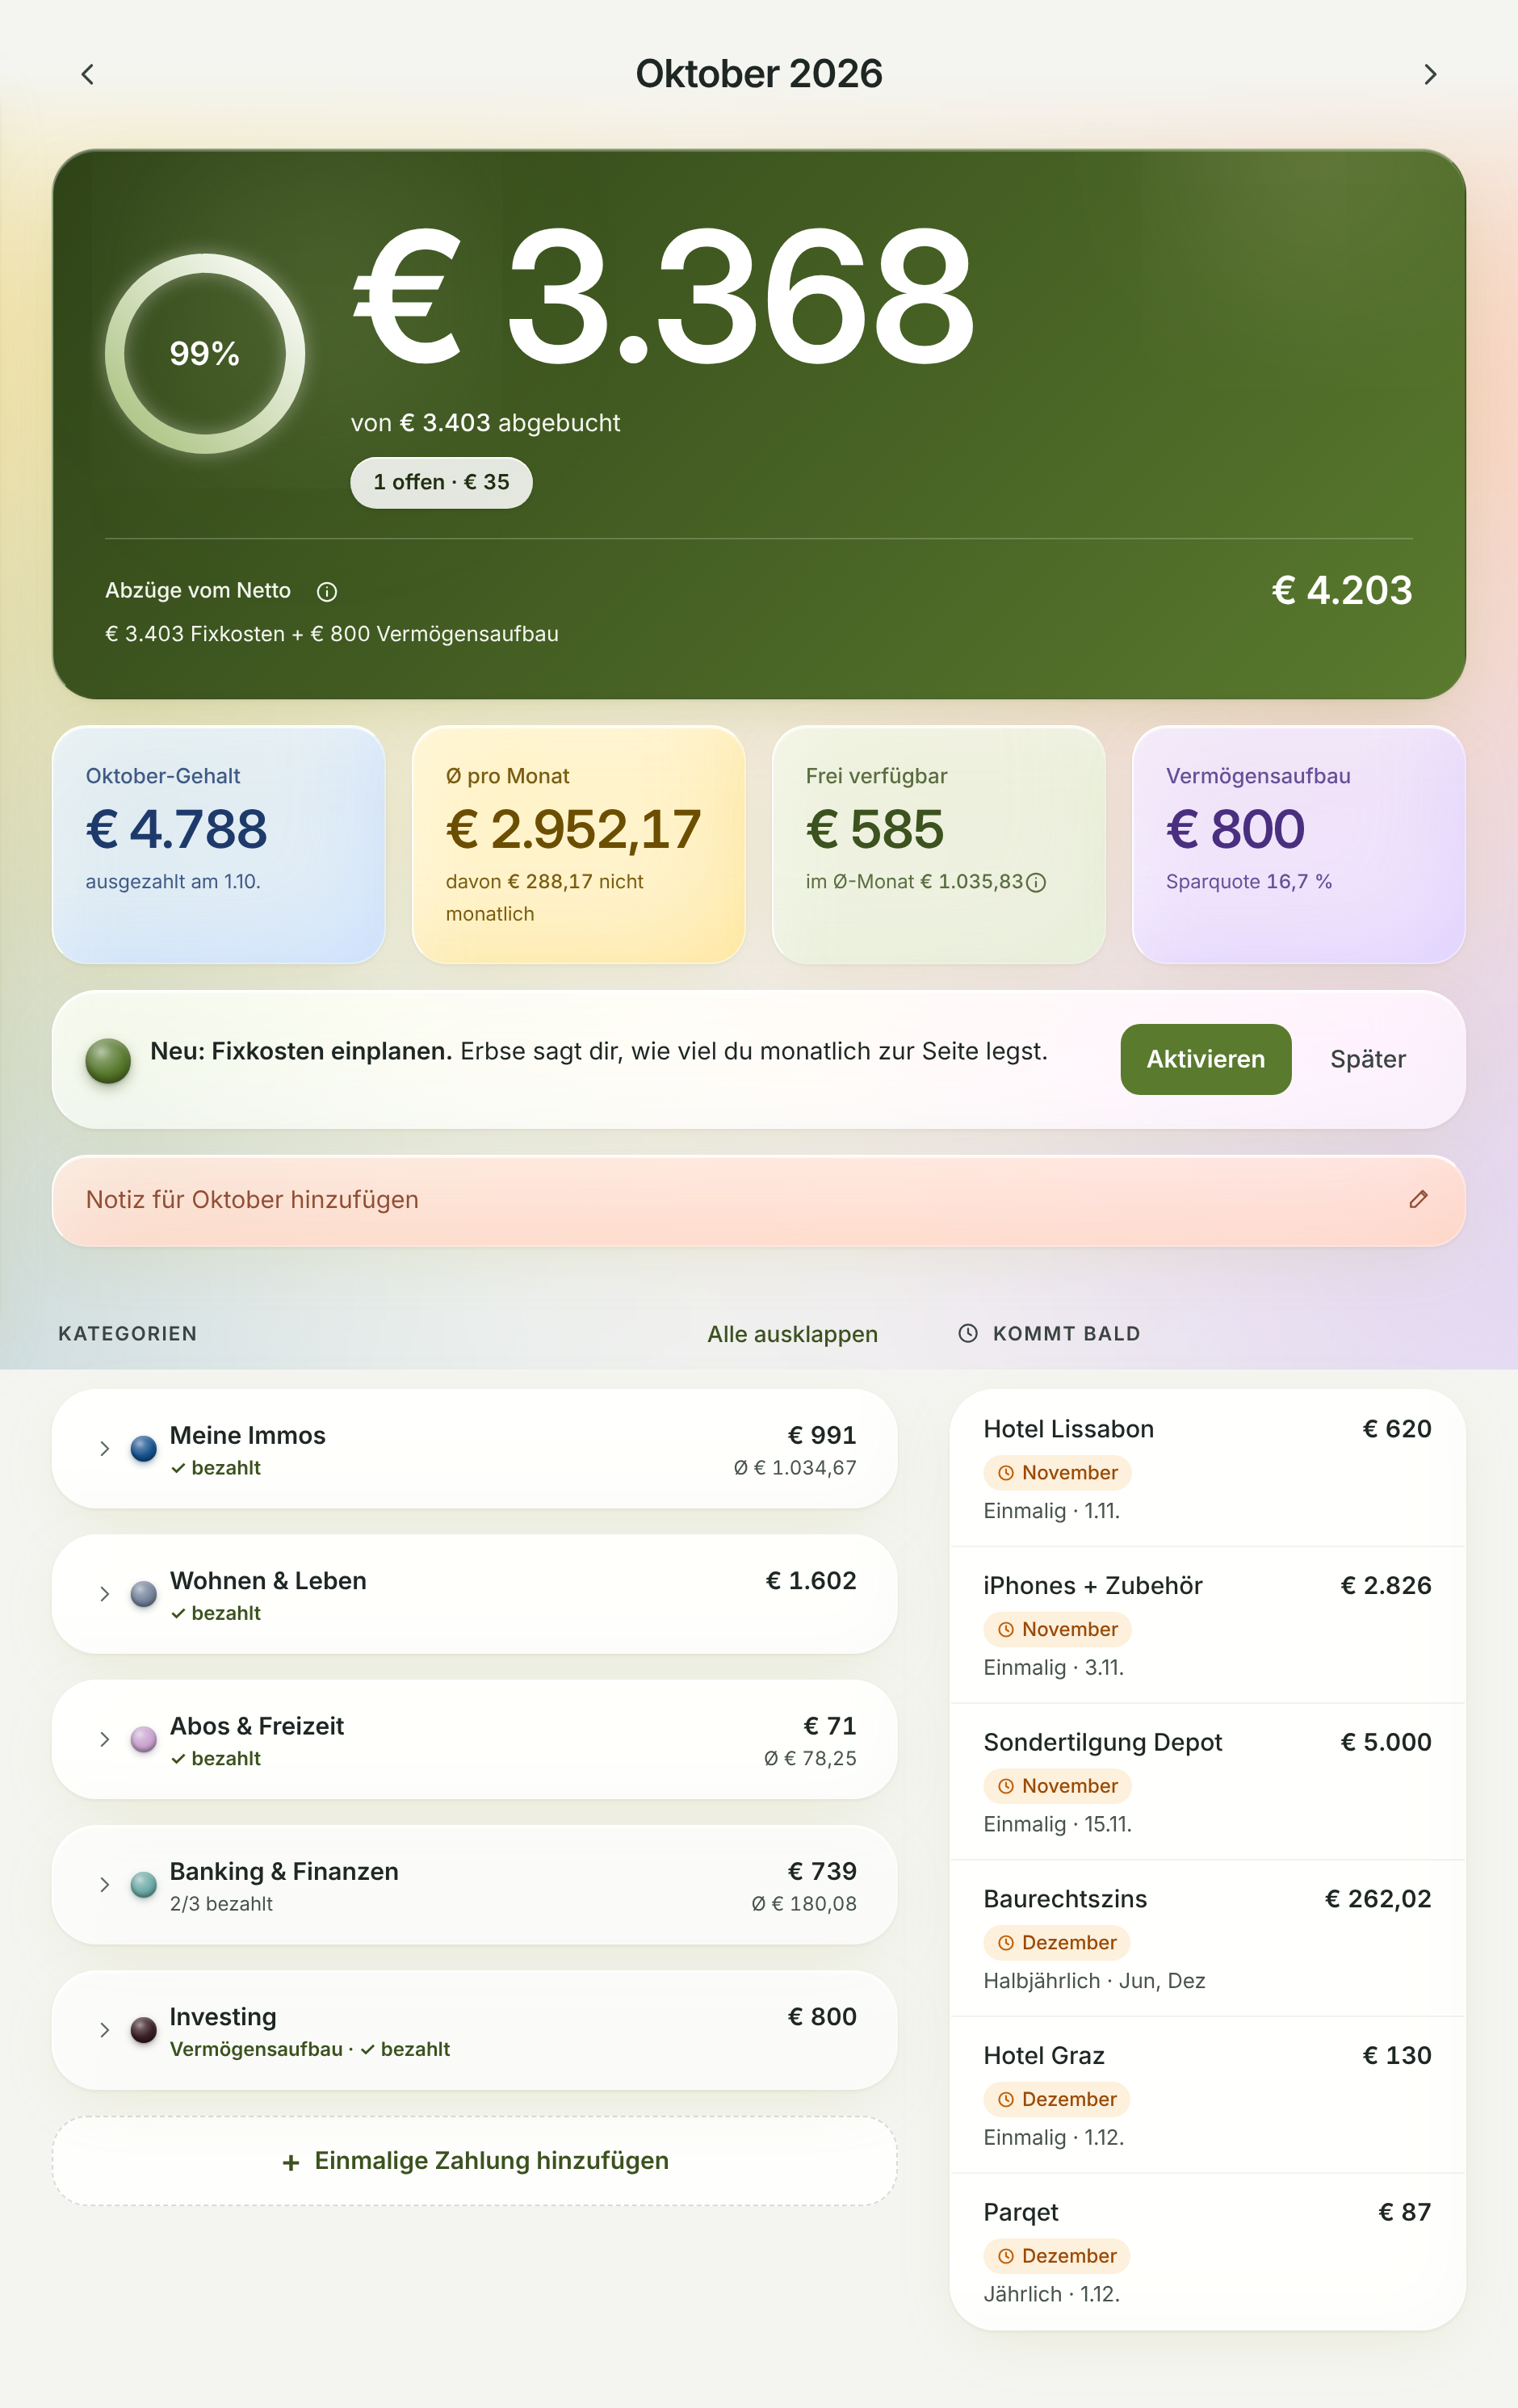 Oktober 2026
99%
€ 3.368
von € 3.403 abgebucht
1 offen · € 35
Abzüge vom Netto
€ 4.203
€ 3.403 Fixkosten + € 800 Vermögensaufbau
Oktober-Gehalt
€ 4.788
ausgezahlt am 1.10.
Ø pro Monat
€ 2.952,17
davon € 288,17 nicht
monatlich
Frei verfügbar
€ 585
im Ø-Monat € 1.035,83
Vermögensaufbau
€ 800
Sparquote 16,7 %
Neu: Fixkosten einplanen. Erbse sagt dir, wie viel du monatlich zur Seite legst.
Aktivieren
Später
Notiz für Oktober hinzufügen
KATEGORIEN
Alle ausklappen
Meine Immos
€ 991
✓ bezahlt
Ø € 1.034,67
Wohnen & Leben
€ 1.602
✓ bezahlt
Abos & Freizeit
€ 71
✓ bezahlt
Ø € 78,25
Banking & Finanzen
€ 739
2/3 bezahlt
Ø € 180,08
Investing
€ 800
Vermögensaufbau · ✓ bezahlt
+ Einmalige Zahlung hinzufügen
KOMMT BALD
Hotel Lissabon
€ 620
November
Einmalig · 1.11.
iPhones + Zubehör
€ 2.826
November
Einmalig · 3.11.
Sondertilgung Depot
€ 5.000
November
Einmalig · 15.11.
Baurechtszins
€ 262,02
Dezember
Halbjährlich · Jun, Dez
Hotel Graz
€ 130
Dezember
Einmalig · 1.12.
Parqet
€ 87
Dezember
Jährlich · 1.12.